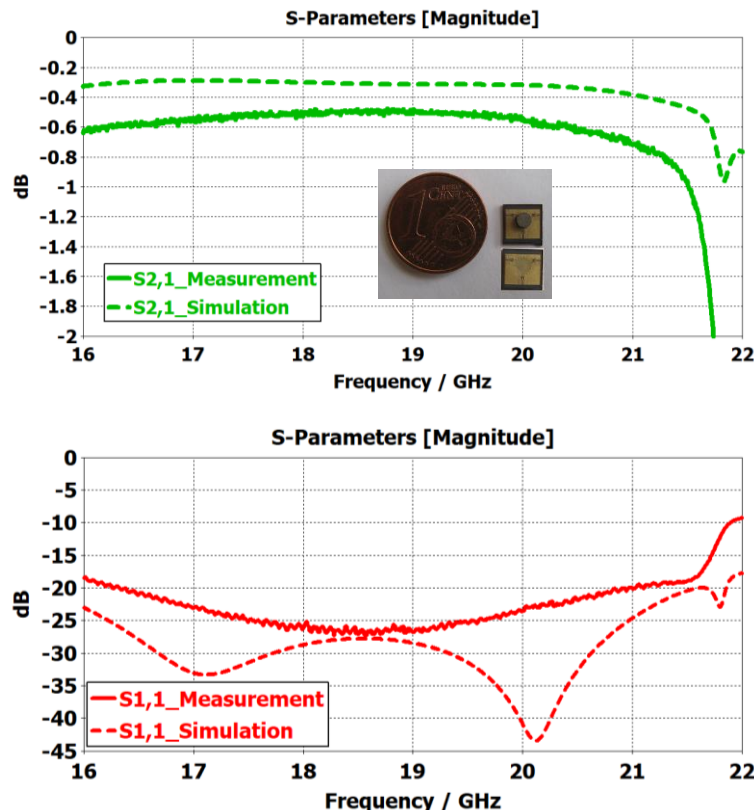 S-Parameters [Magnitude]
0
-0.2
-0.4
-0.6
-0.8
-1
-1.2
-1.4
-1.6
-1.8
-2
dB
1
S2,1_Measurement
S2,1_Simulation
16 17 18 19 20 21 22
Frequency / GHz
S-Parameters [Magnitude]
0
-5
-10
-15
-20
-25
-30
-35
-40
-45
dB
S1,1_Measurement
S1,1_Simulation
16 17 18 19 20 21 22
Frequency / GHz